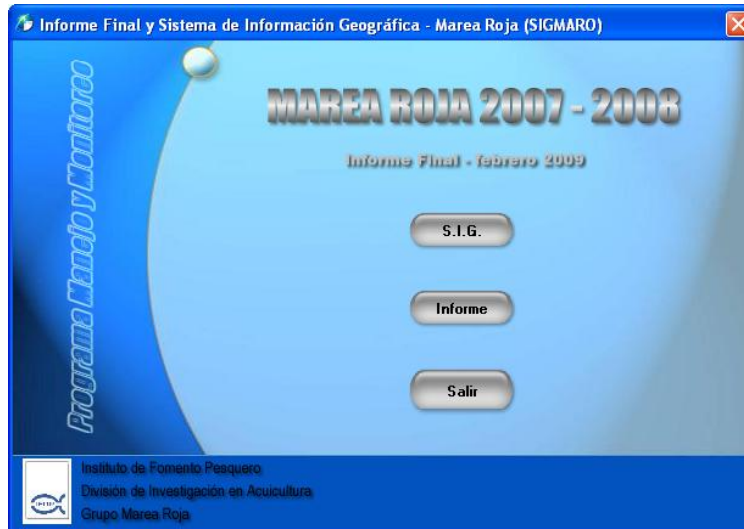 Informe Final y Sistema de Información Geográfica - Marea Roja (SIGMARO)
Programa Manejo y Monitoreo
MAREA ROJA 2007 - 2008
Informe Final - febrero 2009
S.I.G.
Informe
Salir
Instituto de Fomento Pesquero
División de Investigación en Acuicultura
Grupo Marea Roja